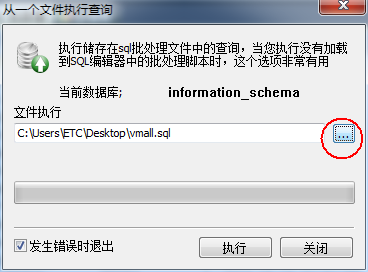 从一个文件执行查询
执行储存在sql批处理文件中的查询，当您执行没有加载
到SQL编辑器中的批处理脚本时，这个选项非常有用
当前数据库; information_schema
文件执行
C:\Users\ETC\Desktop\vmall.sql
...
发生错误时退出
执行
关闭